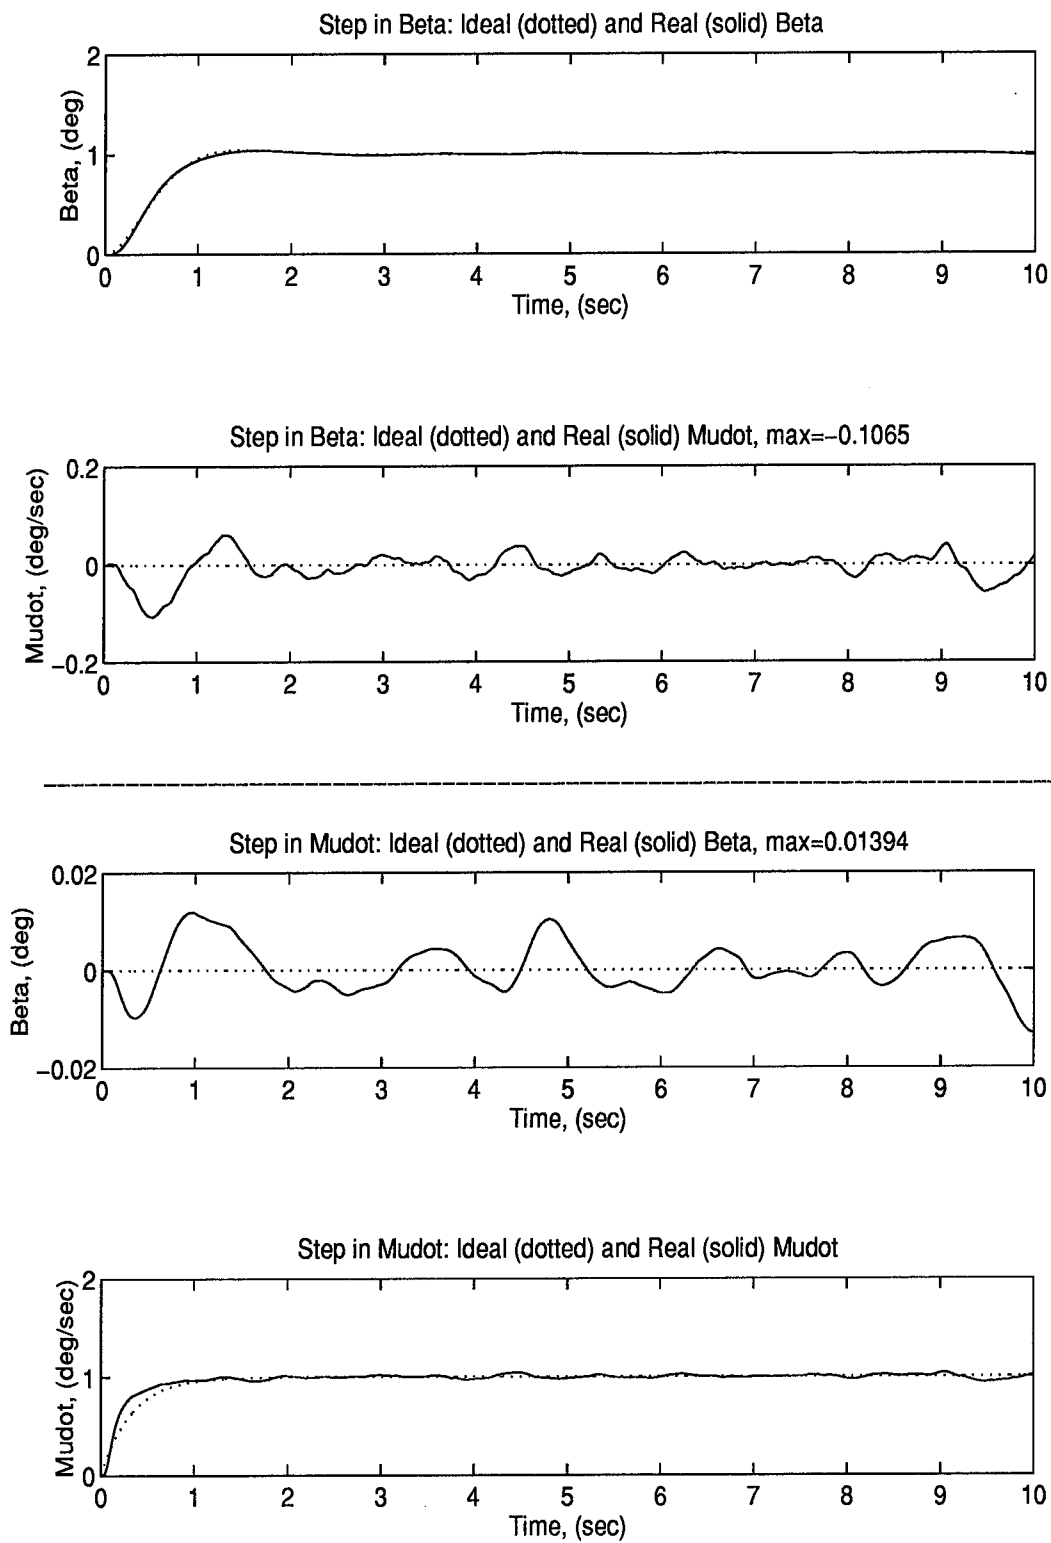 Step in Beta: Ideal (dotted) and Real (solid) Beta
2
1
0
Beta, (deg)
0 1 2 3 4 5 6 7 8 9 10
Time, (sec)
Step in Beta: Ideal (dotted) and Real (solid) Mudot, max=−0.1065
0.2
0
−0.2
Mudot, (deg/sec)
0 1 2 3 4 5 6 7 8 9 10
Time, (sec)
Step in Mudot: Ideal (dotted) and Real (solid) Beta, max=0.01394
0.02
0
−0.02
Beta, (deg)
0 1 2 3 4 5 6 7 8 9 10
Time, (sec)
Step in Mudot: Ideal (dotted) and Real (solid) Mudot
2
1
0
Mudot, (deg/sec)
0 1 2 3 4 5 6 7 8 9 10
Time, (sec)